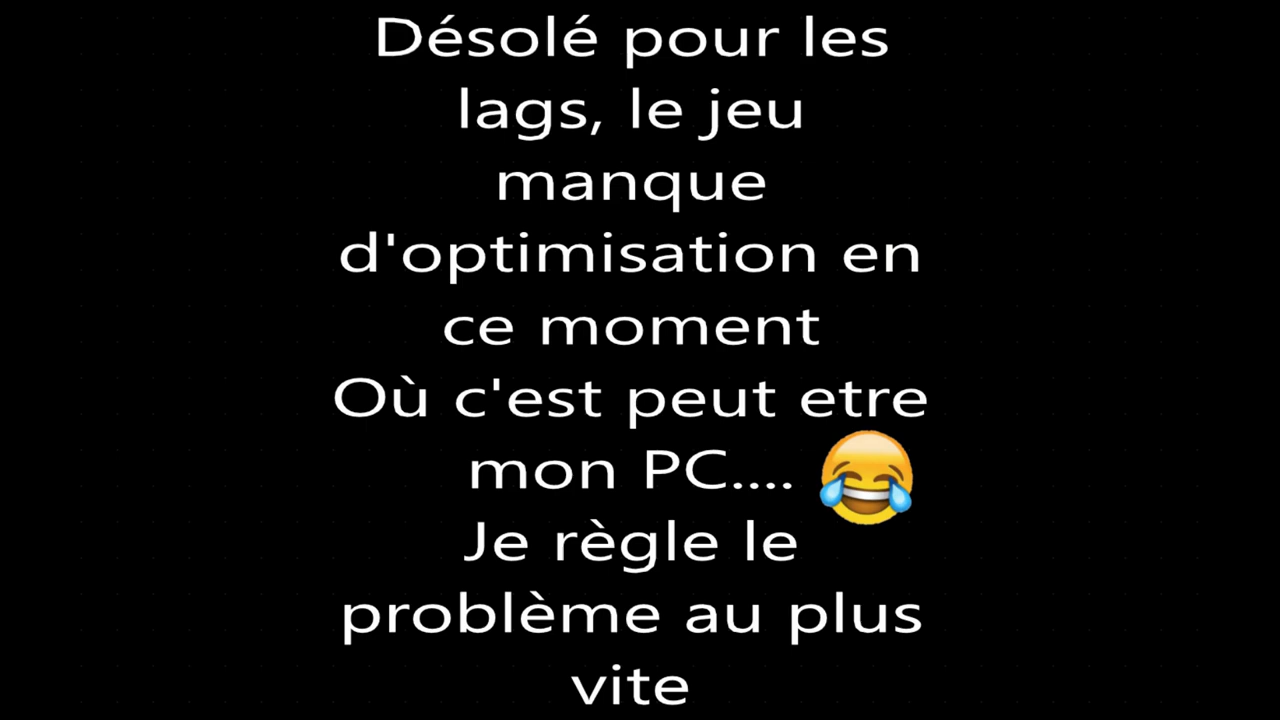 Désolé pour les
lags, le jeu
manque
d'optimisation en
ce moment
Où c'est peut etre
mon PC.... 😂
Je règle le
problème au plus
vite